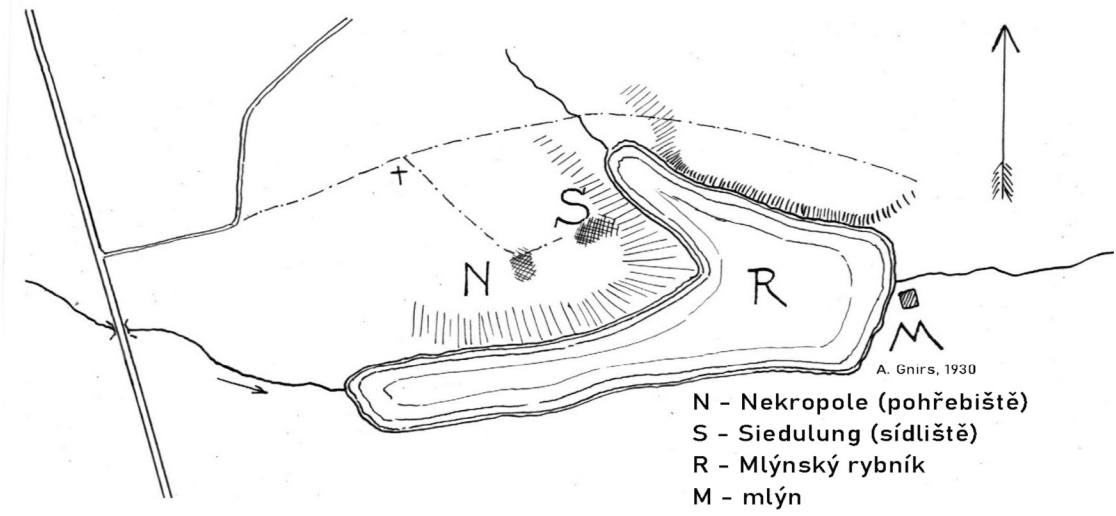 S
N
R
M
A. Gnirs, 1930
N - Nekropole (pohřebiště)
S - Siedulung (sídliště)
R - Mlýnský rybník
M - mlýn